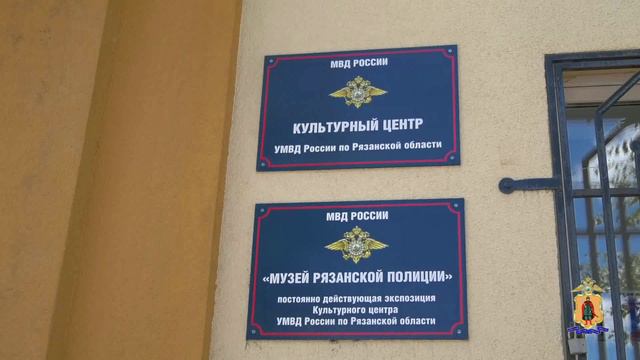 МВД РОССИИ
КУЛЬТУРНЫЙ ЦЕНТР
УМВД России по Рязанской области
МВД РОССИИ
«МУЗЕЙ РЯЗАНСКОЙ ПОЛИЦИИ»
постоянно действующая экспозиция
Культурного центра
УМВД России по Рязанской области